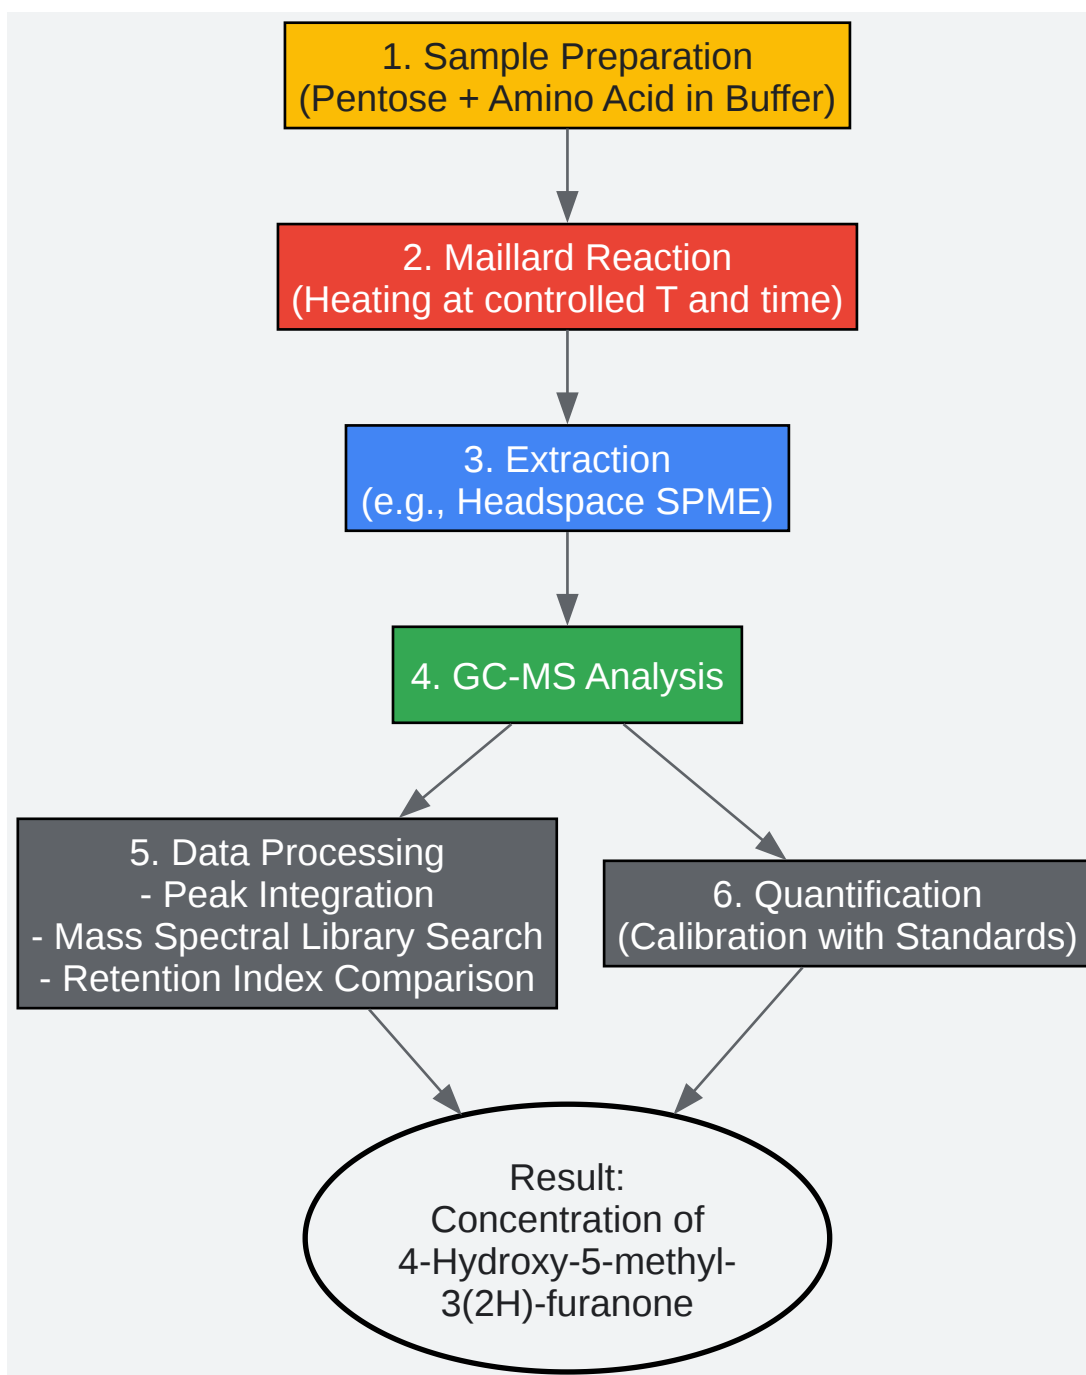 1. Sample Preparation
(Pentose + Amino Acid in Buffer)
2. Maillard Reaction
(Heating at controlled T and time)
3. Extraction
(e.g., Headspace SPME)
4. GC-MS Analysis
5. Data Processing
- Peak Integration
- Mass Spectral Library Search
- Retention Index Comparison
6. Quantification
(Calibration with Standards)
Result:
Concentration of
4-Hydroxy-5-methyl-
3(2H)-furanone